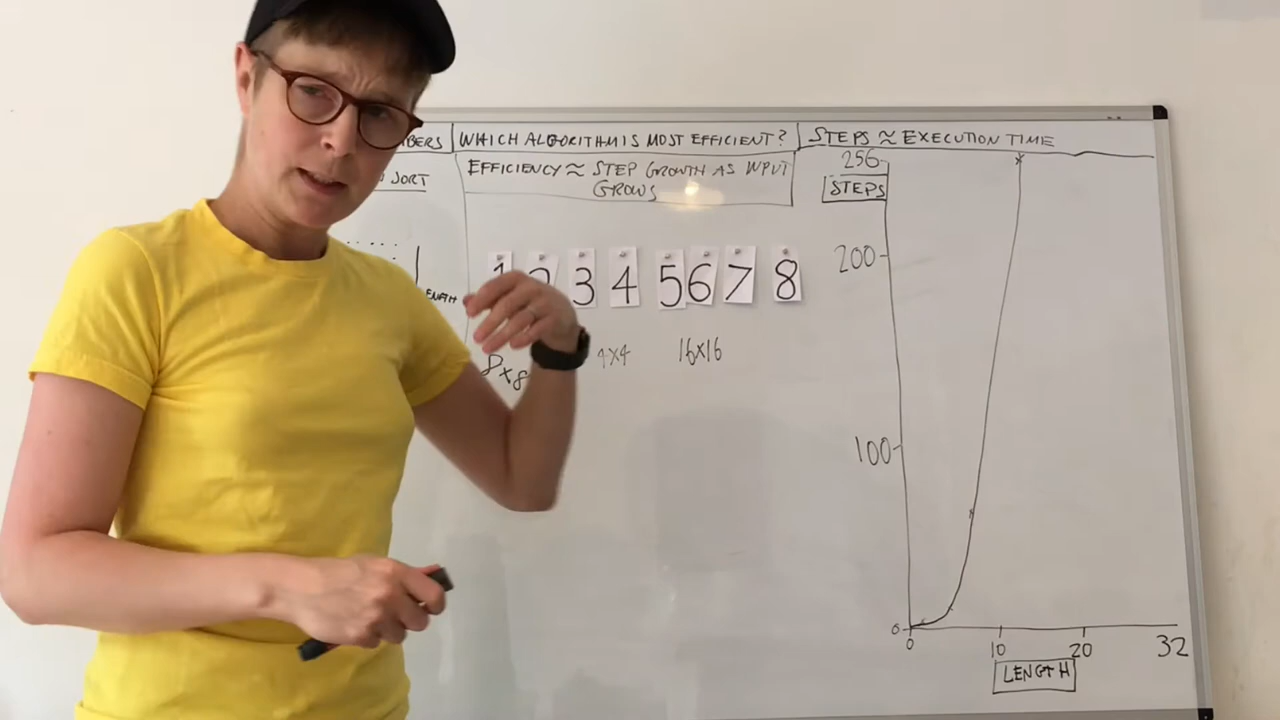 WHICH ALGORITHM IS MOST EFFICIENT?
STEPS ≈ EXECUTION TIME
SORT
EFFICIENCY ≈ STEP GROWTH AS INPUT
GROWS
256
STEPS
200
1 2 3 4 5 6 7 8
8x8 4x4 16x16
100
0
0 10 20 32
LENGTH